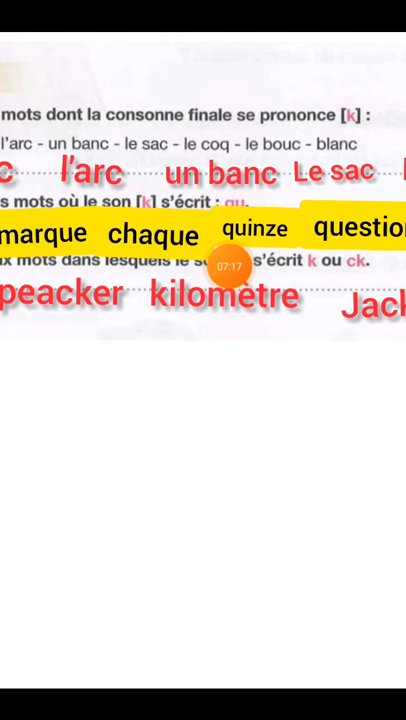 mots dont la consonne finale se prononce [k] :
l'arc - un banc - le sac - le coq - le bouc - blanc
c l'arc un banc Le sac
s mots où le son [k] s'écrit : qu.
marque chaque quinze question
ux mots dans lesquels le s'écrit k ou ck.
07:17
peacker kilomètre Jack